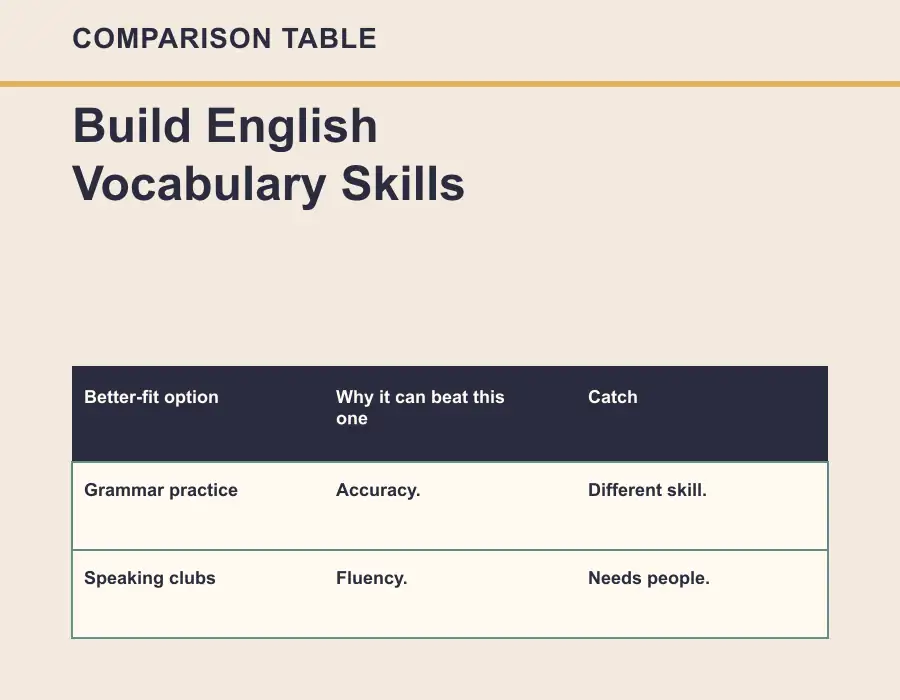 COMPARISON TABLE
Build English
Vocabulary Skills
Better-fit option
Why it can beat this
one
Catch
Grammar practice
Accuracy.
Different skill.
Speaking clubs
Fluency.
Needs people.